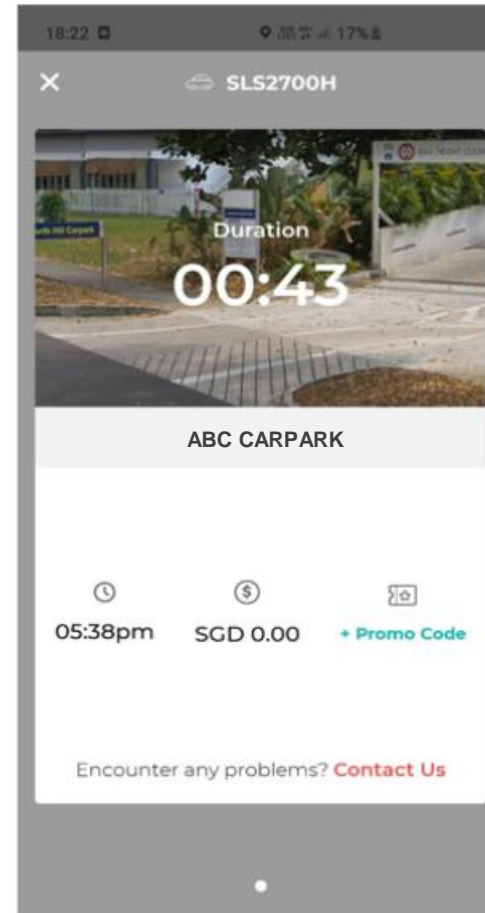 18:22
17%
SLS2700H
Duration
00:43
ABC CARPARK
05:38pm
SGD 0.00
+ Promo Code
Encounter any problems? Contact Us